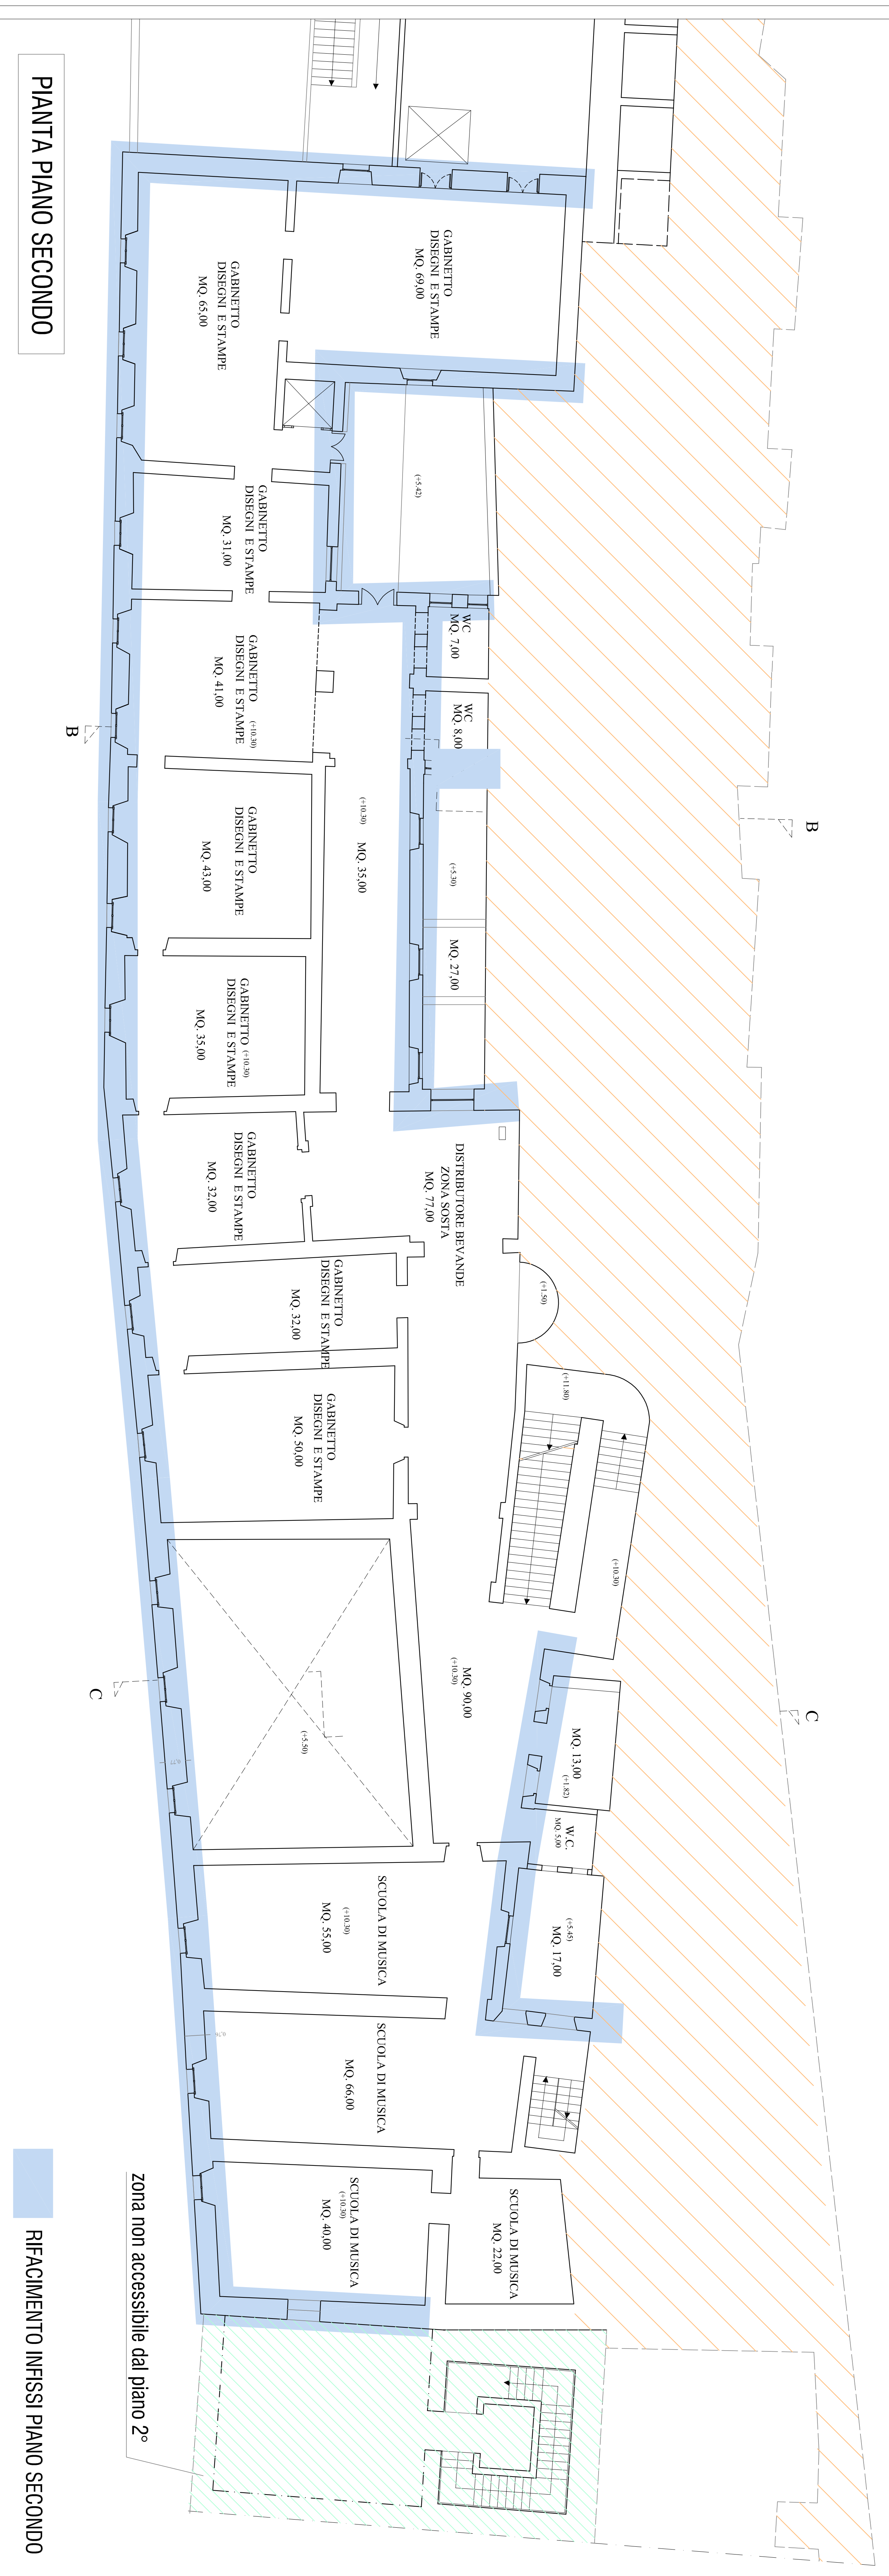 PIANTA PIANO SECONDO
GABINETTO
DISEGNI E STAMPE
MQ. 69,00
GABINETTO
DISEGNI E STAMPE
MQ. 65,00
(+5.42)
GABINETTO
DISEGNI E STAMPE
MQ. 31,00
WC
MQ. 7,00
GABINETTO
DISEGNI E STAMPE
(+10.30)
MQ. 41,00
WC
MQ. 8,00
B
B
GABINETTO
DISEGNI E STAMPE
MQ. 43,00
(+10.30)
MQ. 35,00
(+5.30)
MQ. 27,00
GABINETTO
DISEGNI E STAMPE
(+10.30)
MQ. 35,00
GABINETTO
DISEGNI E STAMPE
MQ. 32,00
DISTRIBUTORE BEVANDE
ZONA SOSTA
MQ. 77,00
GABINETTO
DISEGNI E STAMPE
MQ. 32,00
(+1.50)
(+11.80)
GABINETTO
DISEGNI E STAMPE
MQ. 50,00
(+10.30)
MQ. 90,00
(+10.30)
C
C
(+5.50)
MQ. 13,00
(+1.82)
W.C.
MQ. 5,00
(+5.45)
MQ. 17,00
SCUOLA DI MUSICA
(+10.30)
MQ. 55,00
SCUOLA DI MUSICA
MQ. 66,00
SCUOLA DI MUSICA
(+10.30)
MQ. 40,00
SCUOLA DI MUSICA
MQ. 22,00
zona non accessibile dal piano 2°
RIFACIMENTO INFISSI PIANO SECONDO